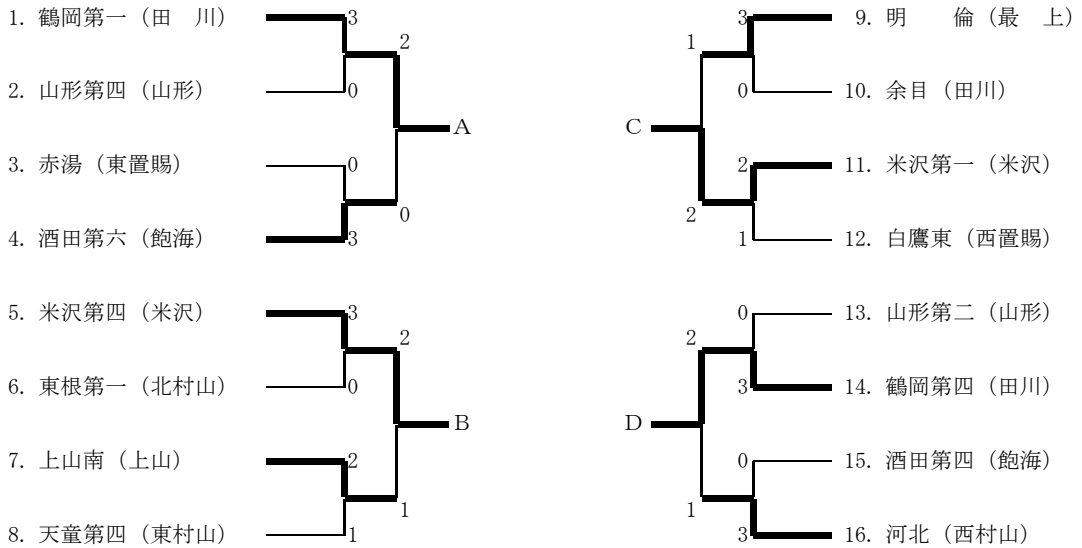 1. 鶴岡第一（田　川）
3
2
2. 山形第四（山形）
0
A
3. 赤湯（東置賜）
0
0
4. 酒田第六（飽海）
3
5. 米沢第四（米沢）
3
2
6. 東根第一（北村山）
0
B
7. 上山南（上山）
2
1
8. 天童第四（東村山）
1
3
9. 明　　倫（最　上）
1
0
10. 余目（田川）
C
2
11. 米沢第一（米沢）
2
1
12. 白鷹東（西置賜）
0
13. 山形第二（山形）
2
3
14. 鶴岡第四（田川）
D
0
15. 酒田第四（飽海）
1
3
16. 河北（西村山）